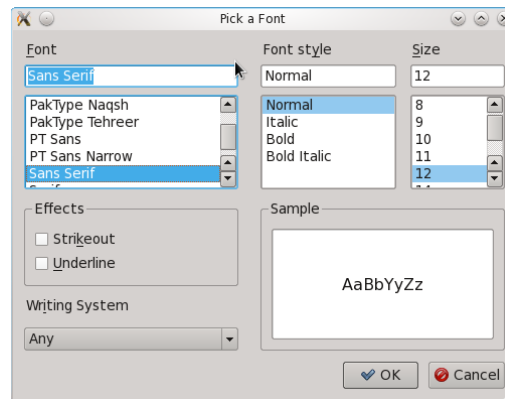 Pick a Font
Font
Font style
Size
Sans Serif
Normal
12
PakType Naqsh
PakType Tehreer
PT Sans
PT Sans Narrow
Sans Serif
Normal
Italic
Bold
Bold Italic
8
9
10
11
12
Effects
Strikeout
Underline
Sample
AaBbYyZz
Writing System
Any
OK
Cancel